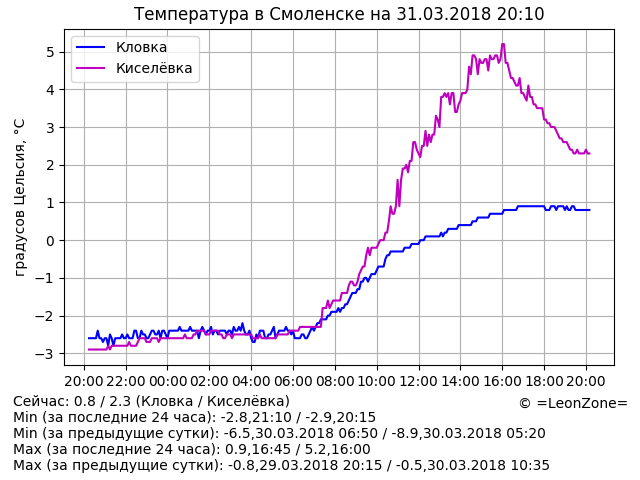 Температура в Смоленске на 31.03.2018 20:10
Кловка
Киселёвка
градусов Цельсия, °C
5
4
3
2
1
0
−1
−2
−3
20:00 22:00 00:00 02:00 04:00 06:00 08:00 10:00 12:00 14:00 16:00 18:00 20:00
Сейчас: 0.8 / 2.3 (Кловка / Киселёвка)
© =LeonZone=
Min (за последние 24 часа): -2.8,21:10 / -2.9,20:15
Min (за предыдущие сутки): -6.5,30.03.2018 06:50 / -8.9,30.03.2018 05:20
Max (за последние 24 часа): 0.9,16:45 / 5.2,16:00
Max (за предыдущие сутки): -0.8,29.03.2018 20:15 / -0.5,30.03.2018 10:35